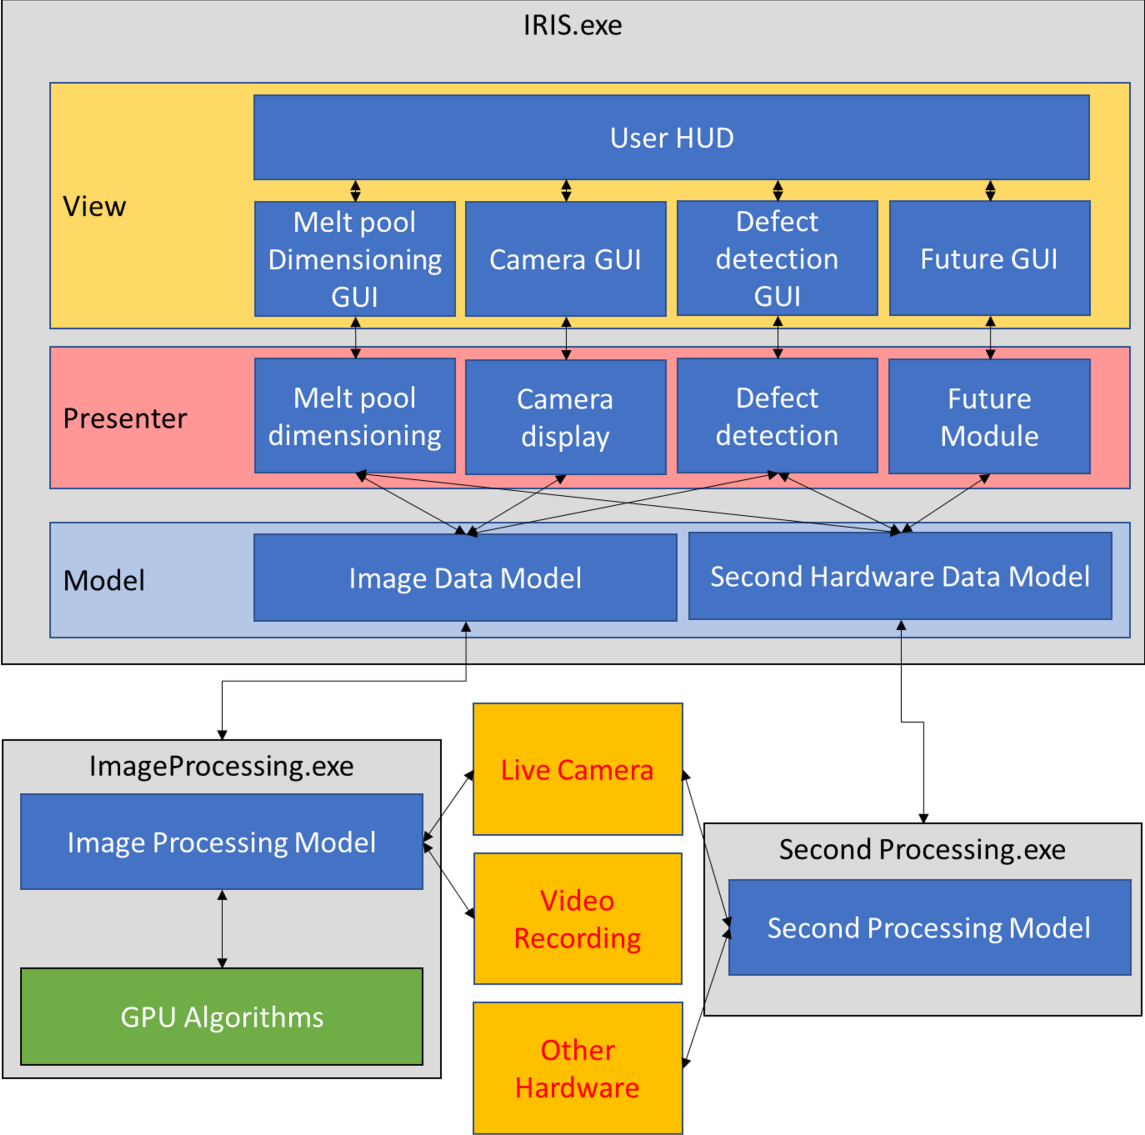 IRIS.exe
View
User HUD
Melt pool
Dimensioning
GUI
Camera GUI
Defect
detection
GUI
Future GUI
Presenter
Melt pool
dimensioning
Camera
display
Defect
detection
Future
Module
Model
Image Data Model
Second Hardware Data Model
ImageProcessing.exe
Image Processing Model
GPU Algorithms
Live Camera
Video
Recording
Other
Hardware
Second Processing.exe
Second Processing Model